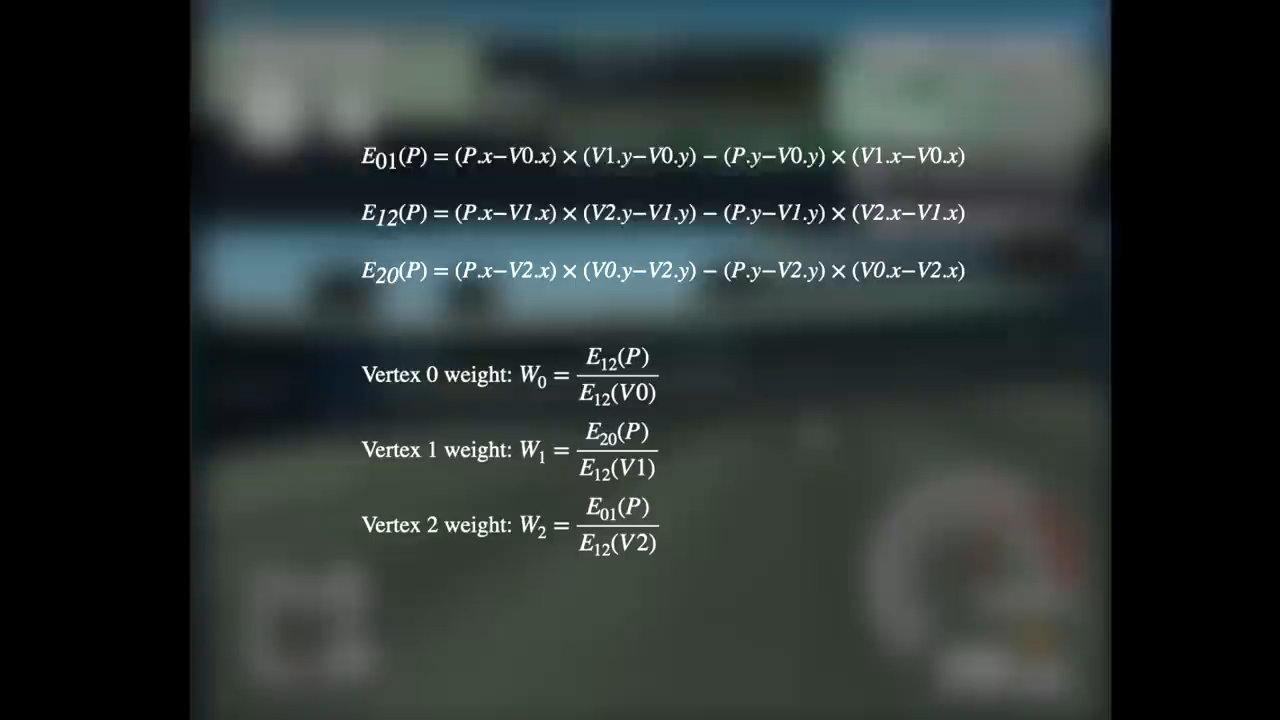 E01(P) = (P.x−V0.x) × (V1.y−V0.y) − (P.y−V0.y) × (V1.x−V0.x)
E12(P) = (P.x−V1.x) × (V2.y−V1.y) − (P.y−V1.y) × (V2.x−V1.x)
E20(P) = (P.x−V2.x) × (V0.y−V2.y) − (P.y−V2.y) × (V0.x−V2.x)
Vertex 0 weight: W0 = E12(P) / E12(V0)
Vertex 1 weight: W1 = E20(P) / E12(V1)
Vertex 2 weight: W2 = E01(P) / E12(V2)